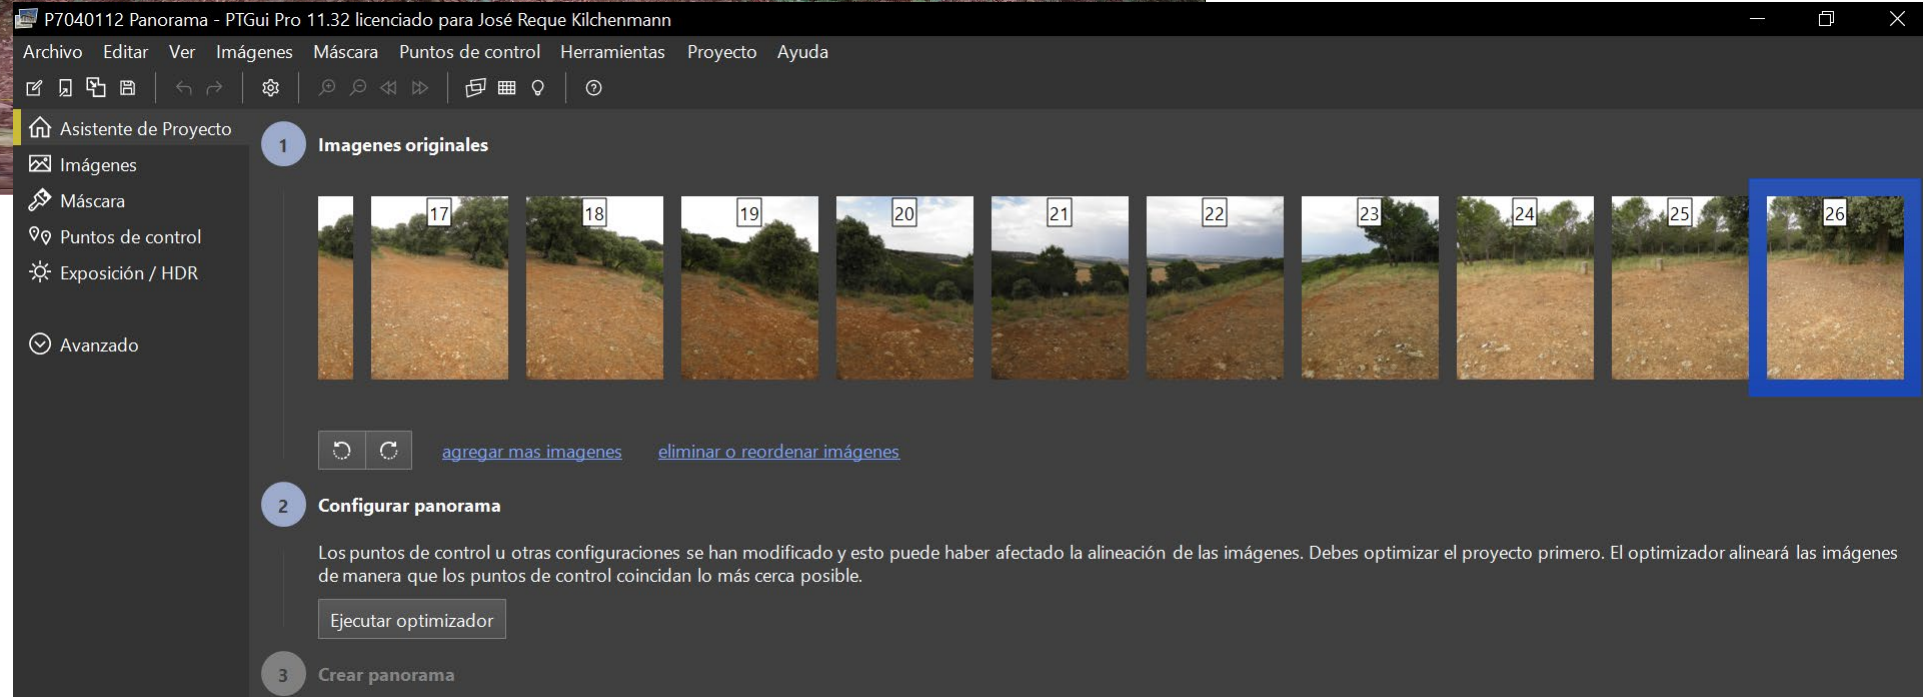 P7040112 Panorama - PTGui Pro 11.32 licenciado para José Reque Kilchenmann
Archivo Editar Ver Imágenes Máscara Puntos de control Herramientas Proyecto Ayuda
Asistente de Proyecto
Imágenes
Máscara
Puntos de control
Exposición / HDR
Avanzado
1 Imagenes originales
17 18 19 20 21 22 23 24 25 26
agregar mas imagenes eliminar o reordenar imágenes
2 Configurar panorama
Los puntos de control u otras configuraciones se han modificado y esto puede haber afectado la alineación de las imágenes. Debes optimizar el proyecto primero. El optimizador alineará las imágenes
de manera que los puntos de control coincidan lo más cerca posible.
Ejecutar optimizador
3 Crear panorama